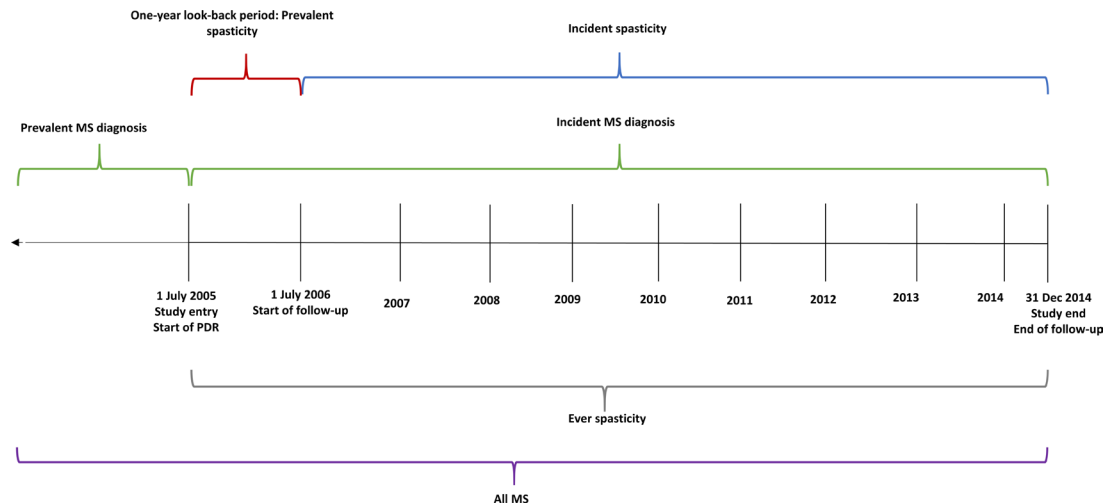 One-year look-back period: Prevalent
spasticity
Incident spasticity
Prevalent MS diagnosis
Incident MS diagnosis
1 July 2005
Study entry
Start of PDR
1 July 2006
Start of follow-up
2007
2008
2009
2010
2011
2012
2013
2014
31 Dec 2014
Study end
End of follow-up
Ever spasticity
All MS